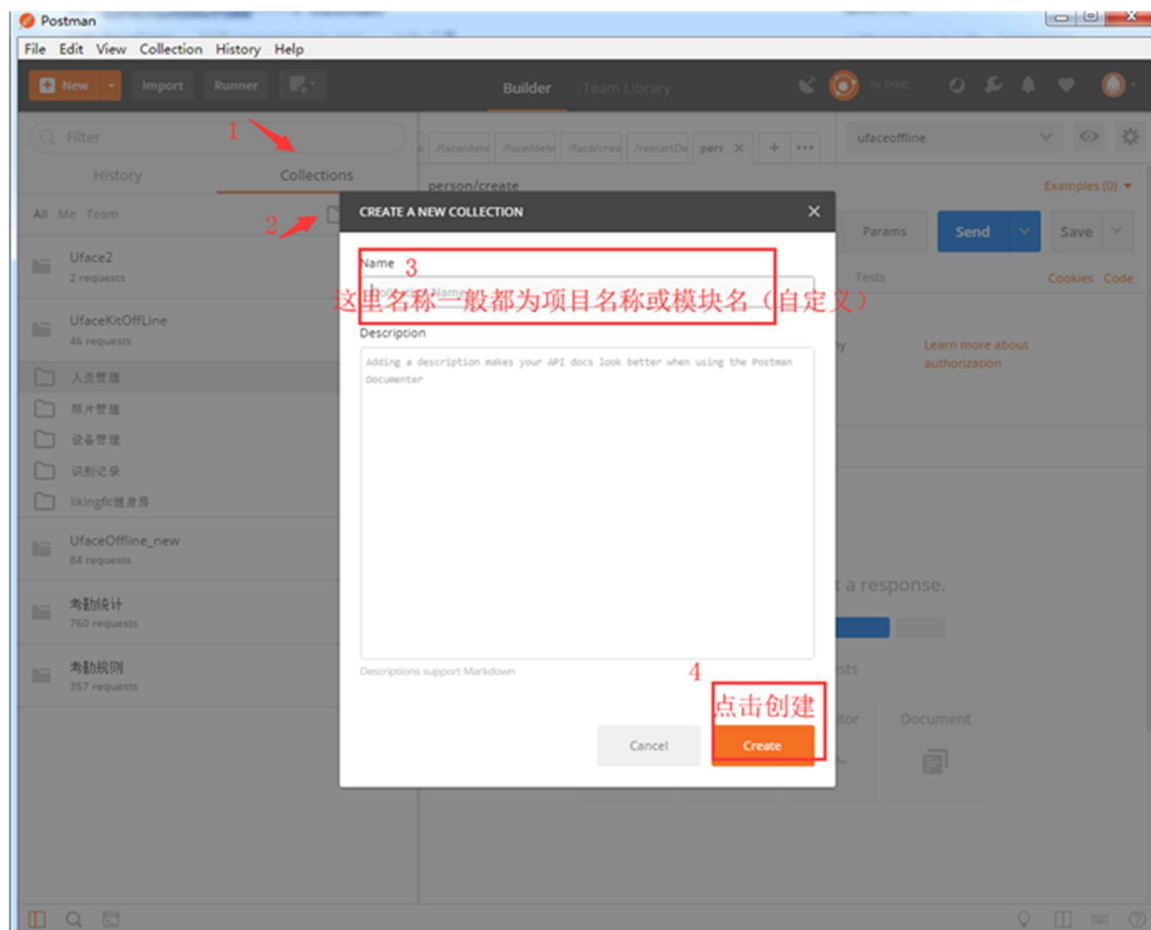 Postman
File Edit View Collection History Help
New Import Runner Builder Team Library IN SYNC
Filter
1
/face/dele /face/dele /face/crea /restartDe pers
ufaceoffline
History Collections
person/create
Examples (0)
All Me Team
2
CREATE A NEW COLLECTION
Params Send Save
Name 3
Collection Name
这里名称一般都为项目名称或模块名（自定义）
Tests Cookies Code
Uface2
2 requests
UfaceKitOffLine
46 requests
Description
Adding a description makes your API docs look better when using the Postman
Documenter
Learn more about
authorization
人员管理
照片管理
设备管理
识别记录
likingfit健身房
UfaceOffline_new
84 requests
t a response.
考勤统计
760 requests
考勤规则
357 requests
Descriptions support Markdown
4
sts
点击创建
tor Document
Cancel Create